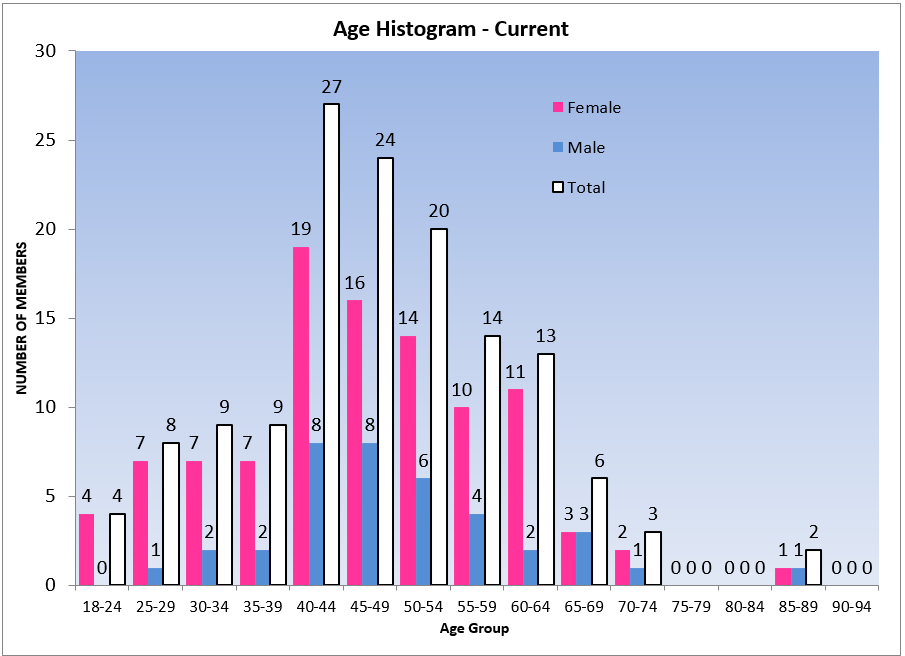 Age Histogram - Current
30
25
20
15
10
5
0
NUMBER OF MEMBERS
Female
Male
Total
4 0 4
7 1 8
7 2 9
7 2 9
19 8 27
16 8 24
14 6 20
10 4 14
11 2 13
3 3 6
2 1 3
0 0 0
0 0 0
1 1 2
0 0 0
18-24 25-29 30-34 35-39 40-44 45-49 50-54 55-59 60-64 65-69 70-74 75-79 80-84 85-89 90-94
Age Group